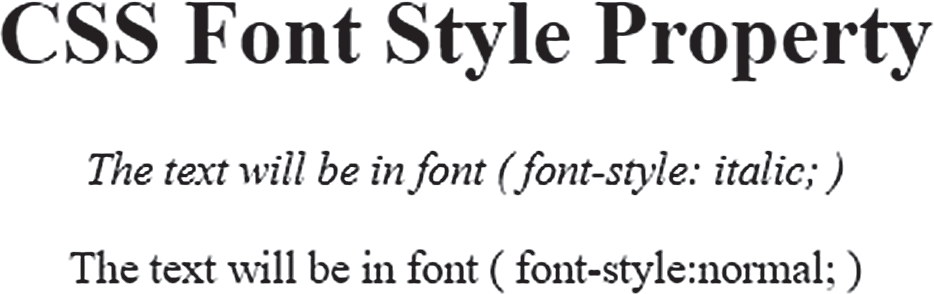 CSS Font Style Property
The text will be in font ( font-style: italic; )
The text will be in font ( font-style:normal; )